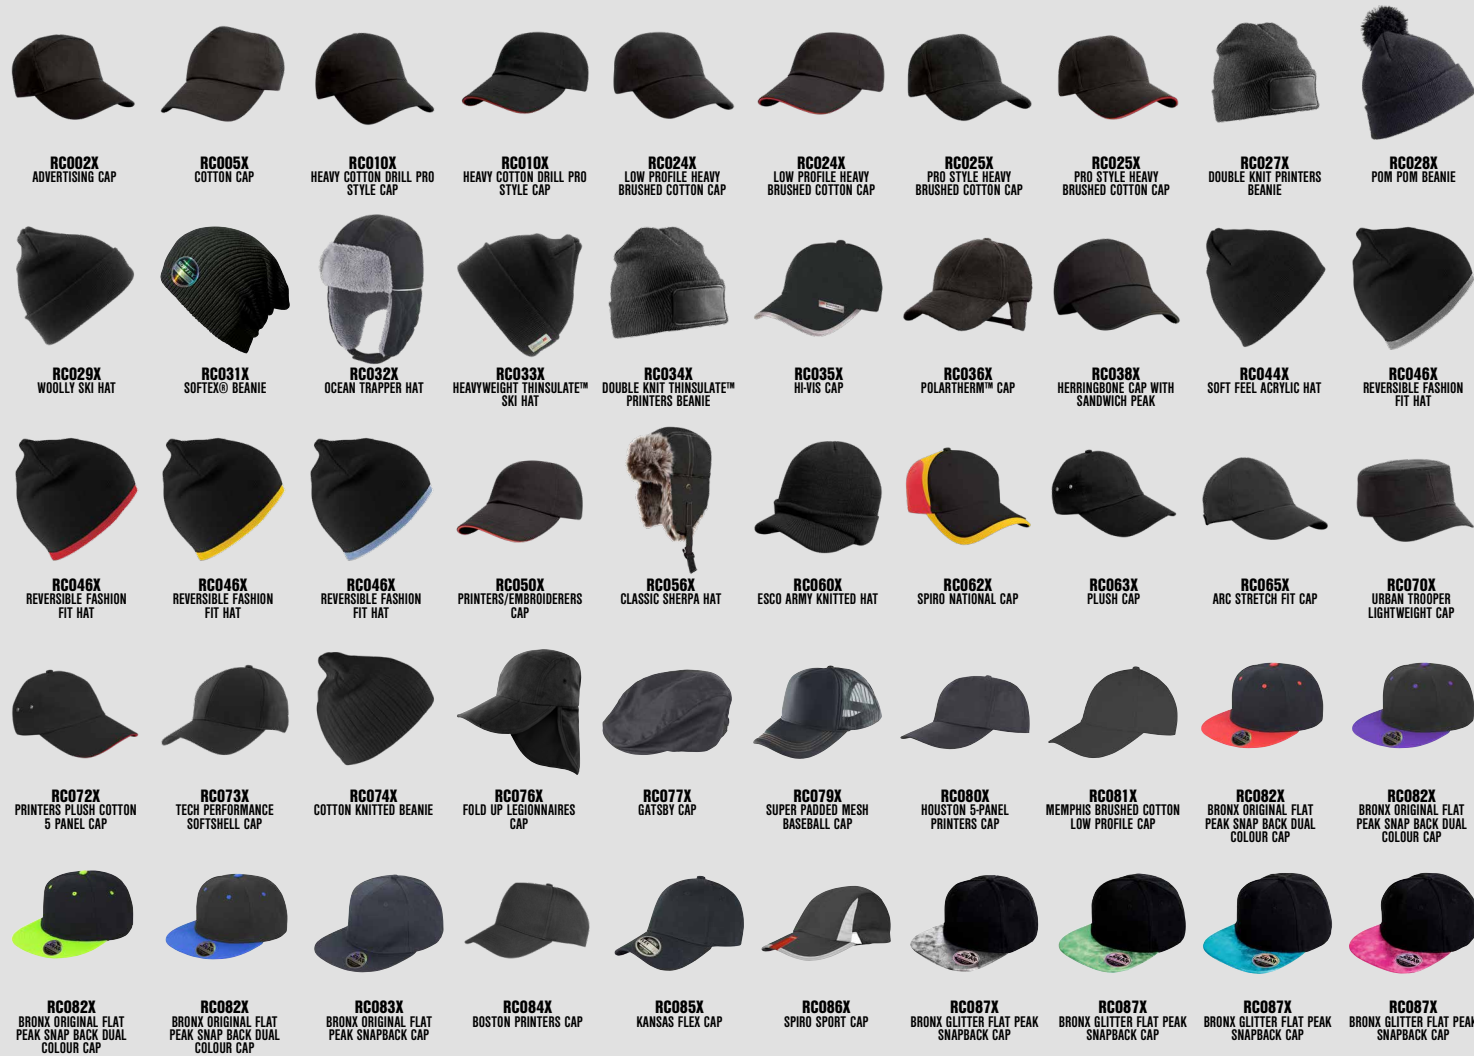 RC002X
ADVERTISING CAP
RC005X
COTTON CAP
RC010X
HEAVY COTTON DRILL PRO
STYLE CAP
RC010X
HEAVY COTTON DRILL PRO
STYLE CAP
RC024X
LOW PROFILE HEAVY
BRUSHED COTTON CAP
RC024X
LOW PROFILE HEAVY
BRUSHED COTTON CAP
RC025X
PRO STYLE HEAVY
BRUSHED COTTON CAP
RC025X
PRO STYLE HEAVY
BRUSHED COTTON CAP
RC027X
DOUBLE KNIT PRINTERS
BEANIE
RC028X
POM POM BEANIE
RC029X
WOOLLY SKI HAT
RC031X
SOFTEX® BEANIE
RC032X
OCEAN TRAPPER HAT
RC033X
HEAVYWEIGHT THINSULATE™
SKI HAT
RC034X
DOUBLE KNIT THINSULATE™
PRINTERS BEANIE
RC035X
HI-VIS CAP
RC036X
POLARTHERM™ CAP
RC038X
HERRINGBONE CAP WITH
SANDWICH PEAK
RC044X
SOFT FEEL ACRYLIC HAT
RC046X
REVERSIBLE FASHION
FIT HAT
RC046X
REVERSIBLE FASHION
FIT HAT
RC046X
REVERSIBLE FASHION
FIT HAT
RC046X
REVERSIBLE FASHION
FIT HAT
RC050X
PRINTERS/EMBROIDERERS
CAP
RC056X
CLASSIC SHERPA HAT
RC060X
ESCO ARMY KNITTED HAT
RC062X
SPIRO NATIONAL CAP
RC063X
PLUSH CAP
RC065X
ARC STRETCH FIT CAP
RC070X
URBAN TROOPER
LIGHTWEIGHT CAP
RC072X
PRINTERS PLUSH COTTON
5 PANEL CAP
RC073X
TECH PERFORMANCE
SOFTSHELL CAP
RC074X
COTTON KNITTED BEANIE
RC076X
FOLD UP LEGIONNAIRES
CAP
RC077X
GATSBY CAP
RC079X
SUPER PADDED MESH
BASEBALL CAP
RC080X
HOUSTON 5-PANEL
PRINTERS CAP
RC081X
MEMPHIS BRUSHED COTTON
LOW PROFILE CAP
RC082X
BRONX ORIGINAL FLAT
PEAK SNAP BACK DUAL
COLOUR CAP
RC082X
BRONX ORIGINAL FLAT
PEAK SNAP BACK DUAL
COLOUR CAP
RC082X
BRONX ORIGINAL FLAT
PEAK SNAP BACK DUAL
COLOUR CAP
RC082X
BRONX ORIGINAL FLAT
PEAK SNAP BACK DUAL
COLOUR CAP
RC083X
BRONX ORIGINAL FLAT
PEAK SNAPBACK CAP
RC084X
BOSTON PRINTERS CAP
RC085X
KANSAS FLEX CAP
RC086X
SPIRO SPORT CAP
RC087X
BRONX GLITTER FLAT PEAK
SNAPBACK CAP
RC087X
BRONX GLITTER FLAT PEAK
SNAPBACK CAP
RC087X
BRONX GLITTER FLAT PEAK
SNAPBACK CAP
RC087X
BRONX GLITTER FLAT PEAK
SNAPBACK CAP